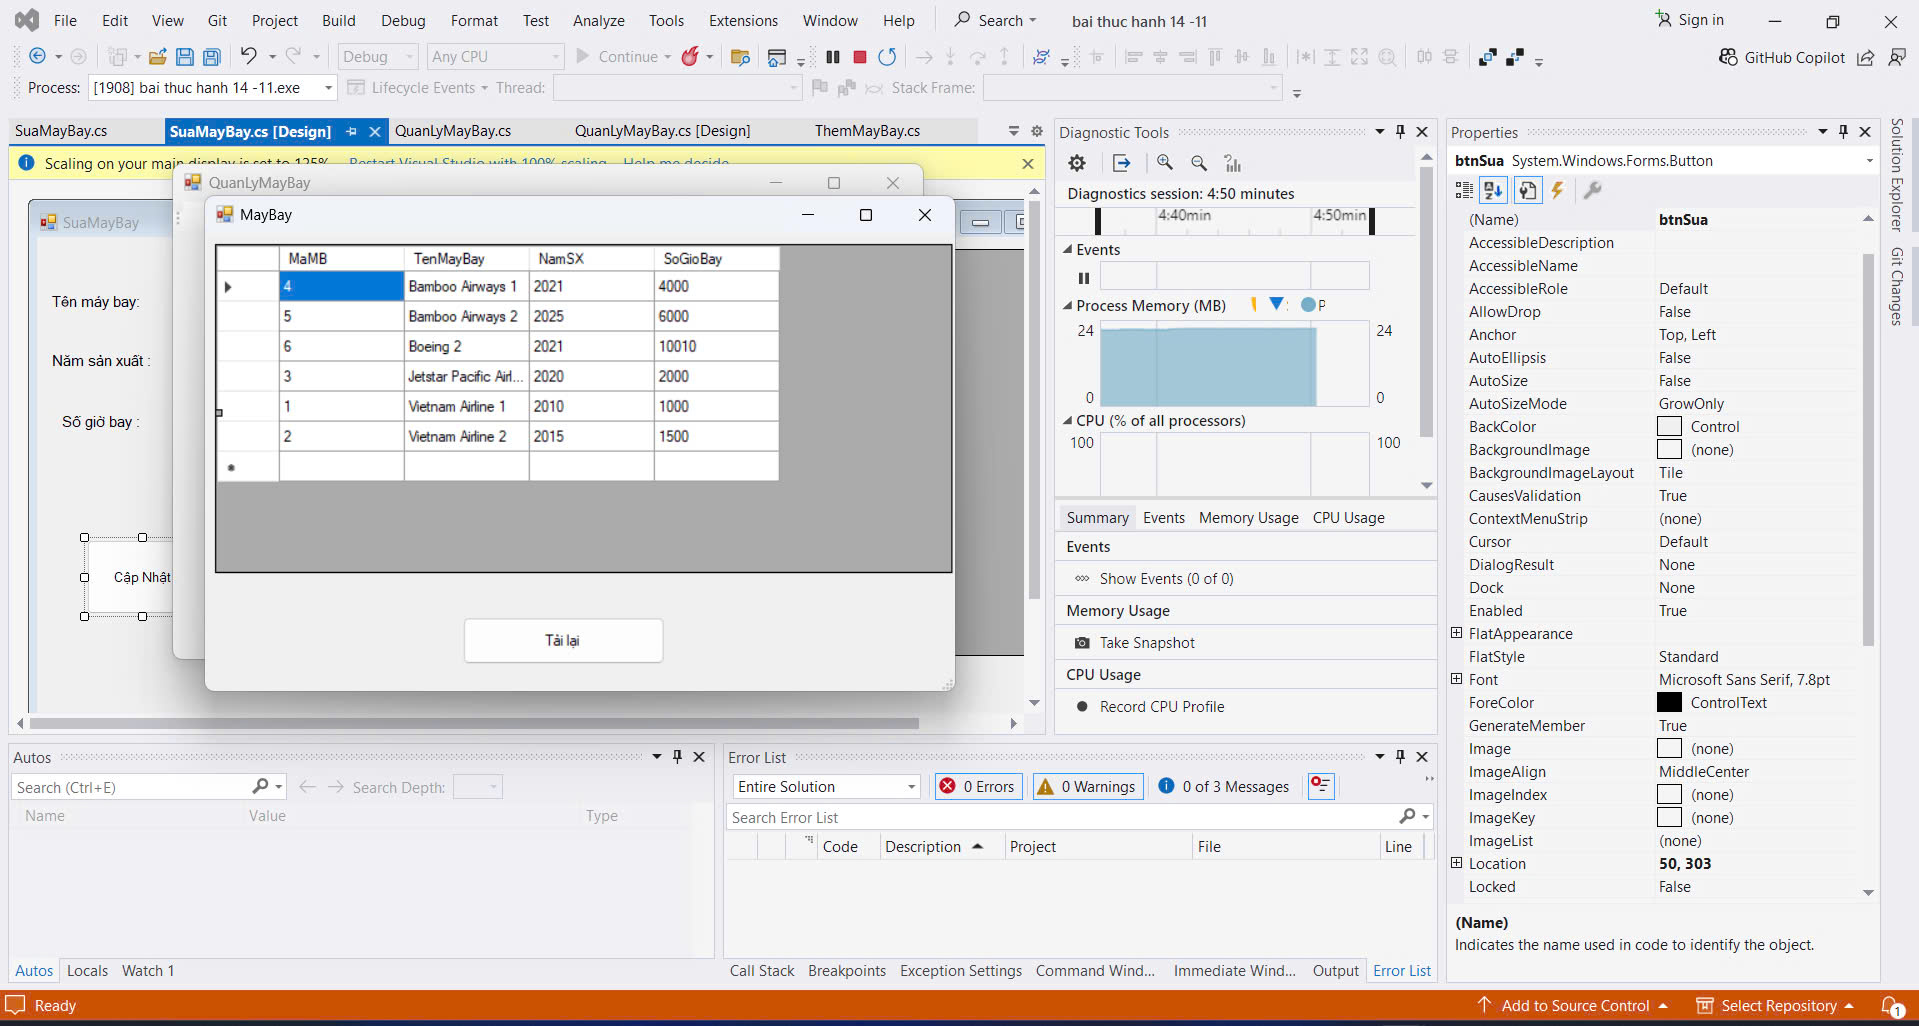 File Edit View Git Project Build Debug Format Test Analyze Tools Extensions Window Help Search bai thuc hanh 14 -11 Sign in
Debug Any CPU Continue GitHub Copilot
Process: [1908] bai thuc hanh 14 -11.exe Lifecycle Events Thread: Stack Frame:
SuaMayBay.cs SuaMayBay.cs [Design] QuanLyMayBay.cs QuanLyMayBay.cs [Design] ThemMayBay.cs
Scaling on your main display is set to 125%. Restart Visual Studio with 100% scaling Help me decide
QuanLyMayBay
SuaMayBay
Tên máy bay:
Năm sản xuất :
Số giờ bay :
Cập Nhật
MayBay
MaMB TenMayBay NamSX SoGioBay
4 Bamboo Airways 1 2021 4000
5 Bamboo Airways 2 2025 6000
6 Boeing 2 2021 10010
3 Jetstar Pacific Airl... 2020 2000
1 Vietnam Airline 1 2010 1000
2 Vietnam Airline 2 2015 1500
Tải lại
Diagnostic Tools
Diagnostics session: 4:50 minutes
4:40min 4:50min
Events
Process Memory (MB) P
24 24
0 0
CPU (% of all processors)
100 100
Summary Events Memory Usage CPU Usage
Events
Show Events (0 of 0)
Memory Usage
Take Snapshot
CPU Usage
Record CPU Profile
Properties
btnSua System.Windows.Forms.Button
(Name) btnSua
AccessibleDescription
AccessibleName
AccessibleRole Default
AllowDrop False
Anchor Top, Left
AutoEllipsis False
AutoSize False
AutoSizeMode GrowOnly
BackColor Control
BackgroundImage (none)
BackgroundImageLayout Tile
CausesValidation True
ContextMenuStrip (none)
Cursor Default
DialogResult None
Dock None
Enabled True
FlatAppearance
FlatStyle Standard
Font Microsoft Sans Serif, 7.8pt
ForeColor ControlText
GenerateMember True
Image (none)
ImageAlign MiddleCenter
ImageIndex (none)
ImageKey (none)
ImageList (none)
Location 50, 303
Locked False
(Name)
Indicates the name used in code to identify the object.
Solution Explorer
Git Changes
Autos
Search (Ctrl+E) Search Depth:
Name Value Type
Autos Locals Watch 1
Error List
Entire Solution 0 Errors 0 Warnings 0 of 3 Messages
Search Error List
Code Description Project File Line
Call Stack Breakpoints Exception Settings Command Wind... Immediate Wind... Output Error List
Ready Add to Source Control Select Repository 1